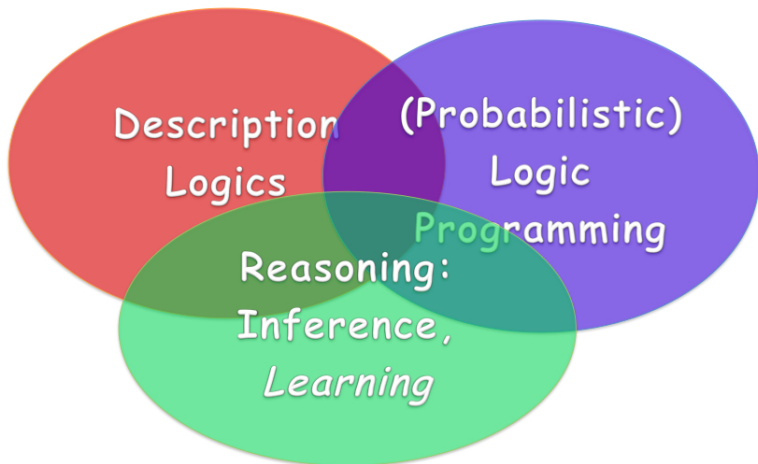 Description
Logics
(Probabilistic)
Logic
Programming
Reasoning:
Inference,
Learning